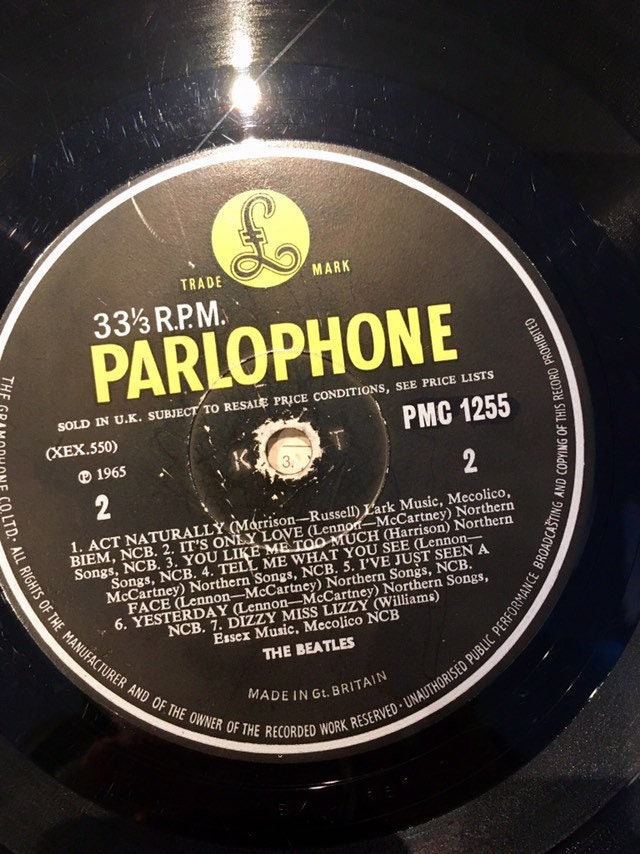 £
TRADE MARK
33⅓ R.P.M.
PARLOPHONE
SOLD IN U.K. SUBJECT TO RESALE PRICE CONDITIONS, SEE PRICE LISTS
(XEX.550)
PMC 1255
℗ 1965
2
2
K T
3.
1. ACT NATURALLY (Morrison—Russell) Lark Music, Mecolico,
BIEM, NCB. 2. IT'S ONLY LOVE (Lennon—McCartney) Northern
Songs, NCB. 3. YOU LIKE ME TOO MUCH (Harrison) Northern
Songs, NCB. 4. TELL ME WHAT YOU SEE (Lennon—
McCartney) Northern Songs, NCB. 5. I'VE JUST SEEN A
FACE (Lennon—McCartney) Northern Songs, NCB.
6. YESTERDAY (Lennon—McCartney) Northern Songs,
NCB. 7. DIZZY MISS LIZZY (Williams)
Essex Music, Mecolico NCB
THE BEATLES
MADE IN Gt. BRITAIN
THE GRAMOPHONE CO. LTD. ALL RIGHTS OF THE MANUFACTURER AND OF THE OWNER OF THE RECORDED WORK RESERVED · UNAUTHORISED PUBLIC PERFORMANCE BROADCASTING AND COPYING OF THIS RECORD PROHIBITED